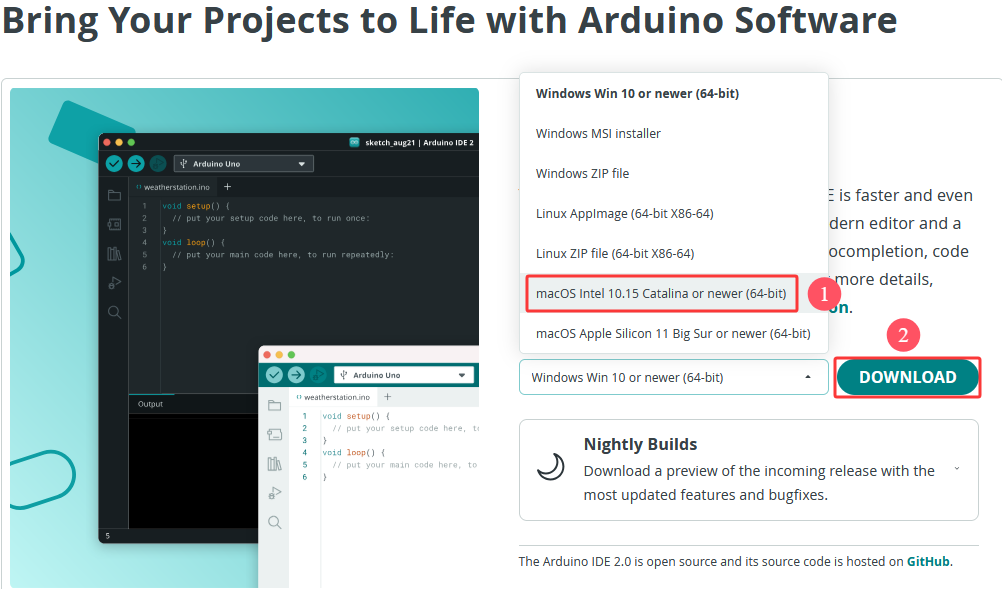 Bring Your Projects to Life with Arduino Software
sketch_aug21 | Arduino IDE 2
Arduino Uno
weatherstation.ino +
1 void setup() {
2 // put your setup code here, to run once:
3 }
4 void loop() {
5 // put your main code here, to run repeatedly:
6 }
Output
5
Arduino Uno
weatherstation.ino +
1 void setup() {
2 // put your setup code here, t
3 }
4 void loop() {
5 // put your main code here, to
6 }
Windows Win 10 or newer (64-bit)
Windows MSI installer
Windows ZIP file
Linux AppImage (64-bit X86-64)
Linux ZIP file (64-bit X86-64)
macOS Intel 10.15 Catalina or newer (64-bit)
1
macOS Apple Silicon 11 Big Sur or newer (64-bit)
E is faster and even
dern editor and a
ocompletion, code
more details,
on.
2
Windows Win 10 or newer (64-bit)
DOWNLOAD
Nightly Builds
Download a preview of the incoming release with the
most updated features and bugfixes.
The Arduino IDE 2.0 is open source and its source code is hosted on GitHub.